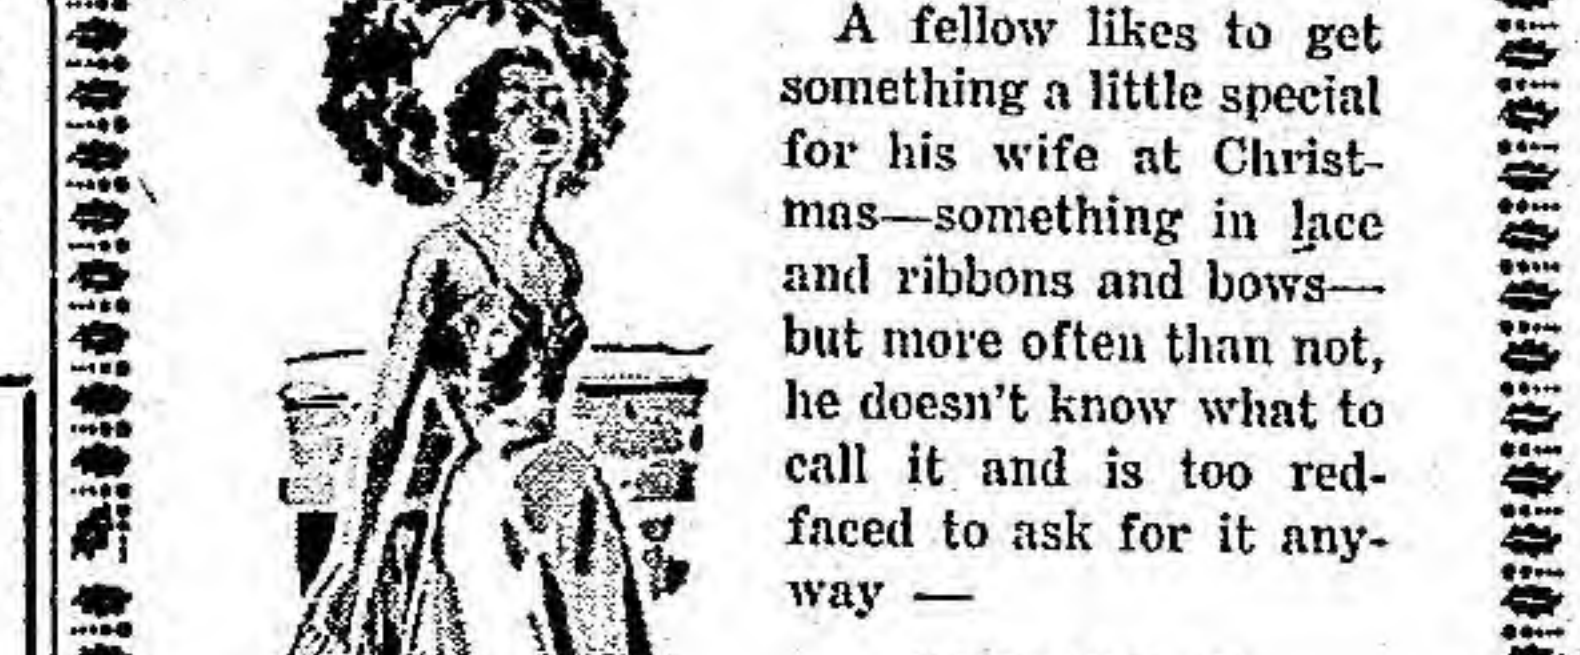 A fellow likes to get
something a little special
for his wife at Christ-
mas—something in lace
and ribbons and bows—
but more often than not,
he doesn't know what to
call it and is too red-
faced to ask for it any-
way —